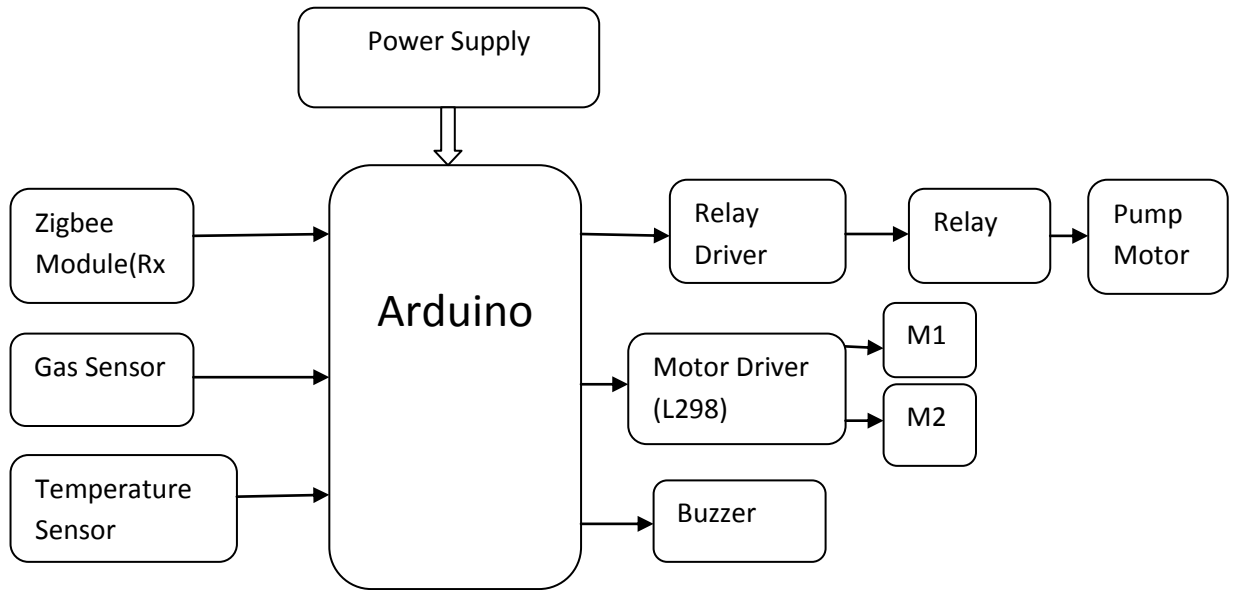 Power Supply
Zigbee
Module(Rx
Gas Sensor
Temperature
Sensor
Arduino
Relay
Driver
Relay
Pump
Motor
Motor Driver
(L298)
M1
M2
Buzzer